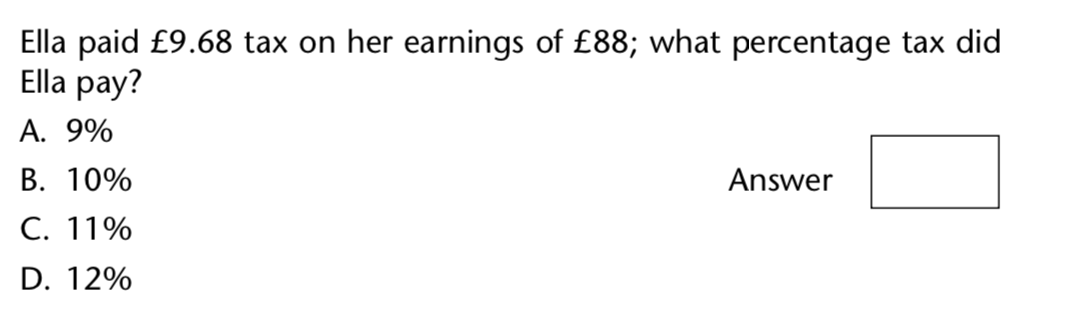 Ella paid £9.68 tax on her earnings of £88; what percentage tax did
Ella pay?
A. 9%
B. 10%
Answer
C. 11%
D. 12%